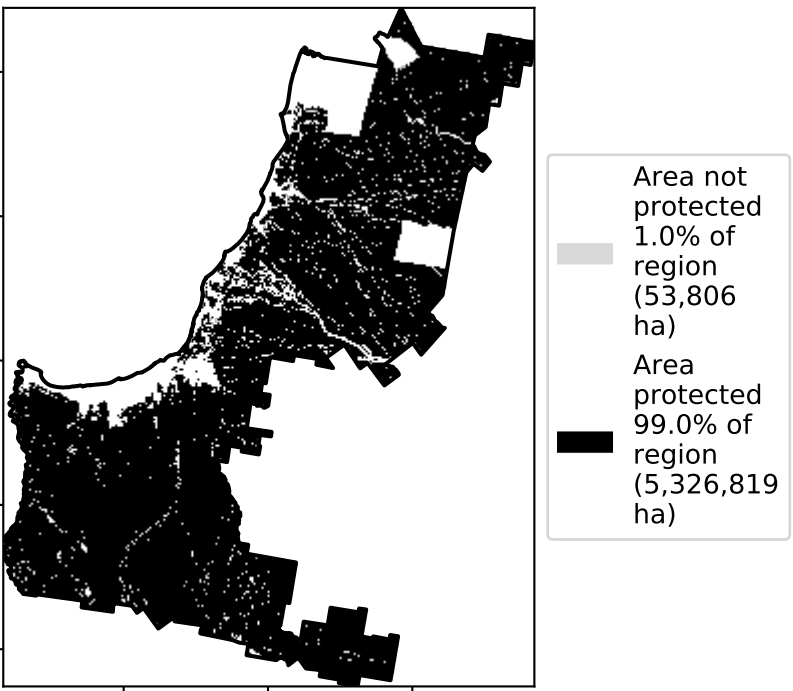 Area not
protected
1.0% of
region
(53,806
ha)
Area
protected
99.0% of
region
(5,326,819
ha)